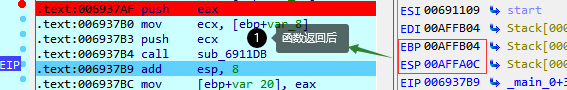 .text:006937AF push eax
.text:006937B0 mov ecx, [ebp+var_8]
.text:006937B3 push ecx
.text:006937B4 call sub_6911DB
.text:006937B9 add esp, 8
.text:006937BC mov [ebp+var_20], eax
EIP
1 函数返回后
ESI 00691109 start
EDI 00AFFB04 Stack[000
EBP 00AFFB04 Stack[000
ESP 00AFFA0C Stack[000
EIP 006937B9 _main_0+3